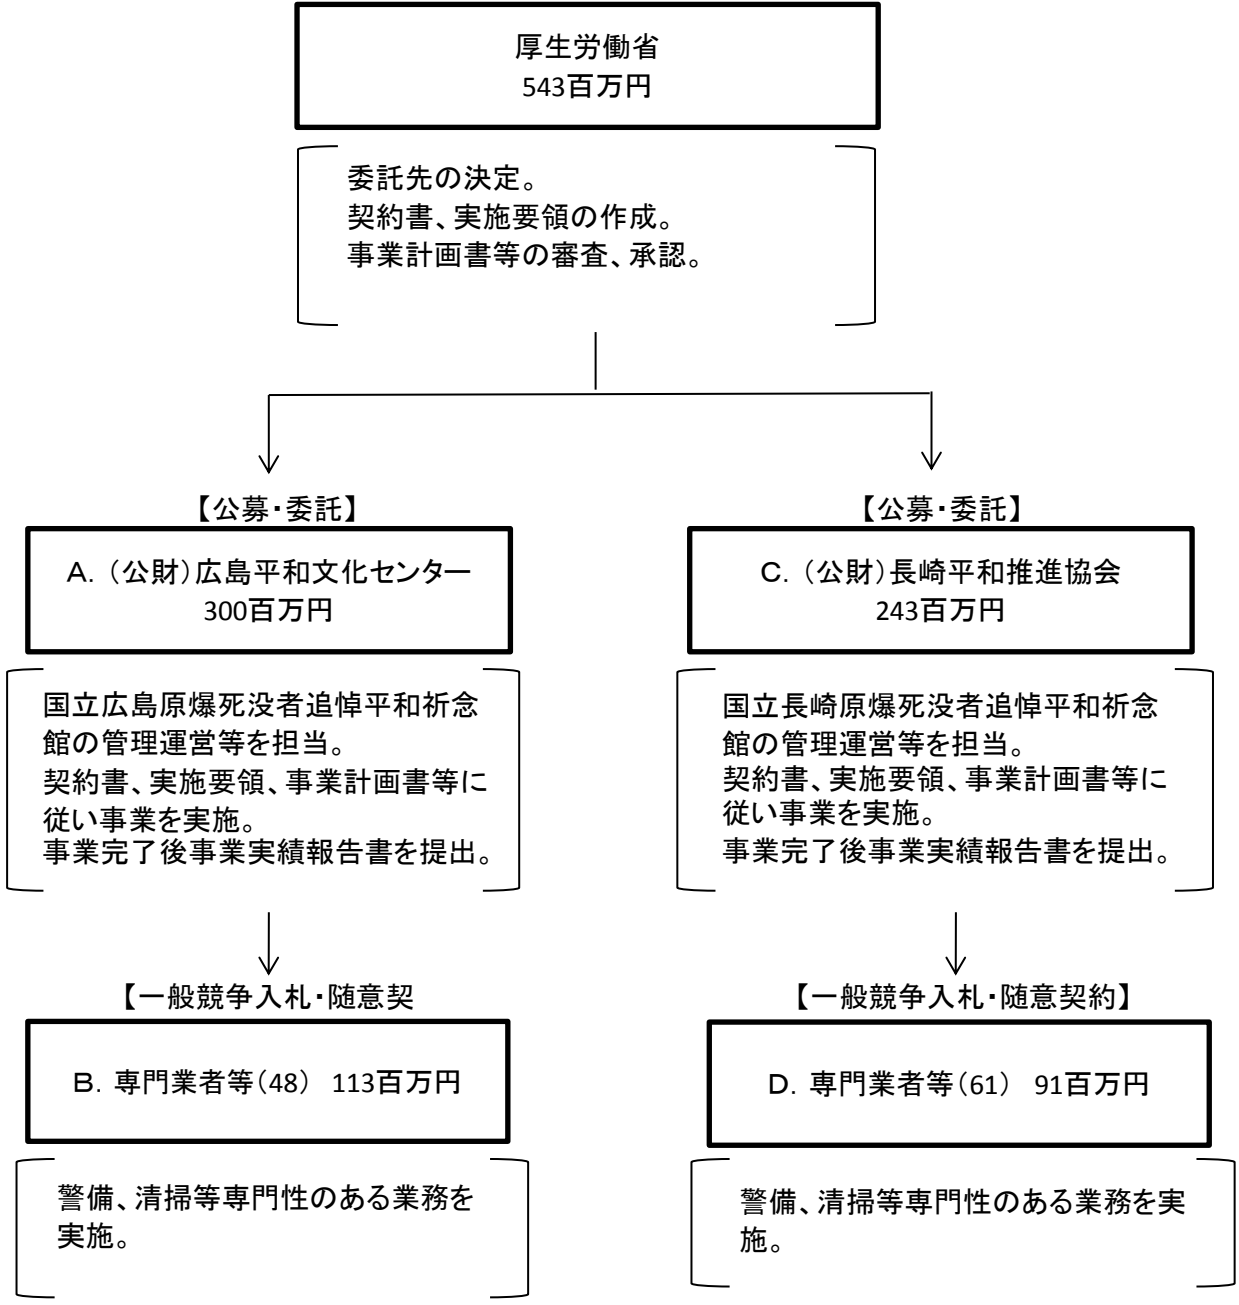 厚生労働省
543百万円
委託先の決定。
契約書、実施要領の作成。
事業計画書等の審査、承認。
【公募・委託】
A．（公財）広島平和文化センター
300百万円
国立広島原爆死没者追悼平和祈念
館の管理運営等を担当。
契約書、実施要領、事業計画書等に
従い事業を実施。
事業完了後事業実績報告書を提出。
【一般競争入札・随意契
B．専門業者等（48）　113百万円
警備、清掃等専門性のある業務を
実施。
【公募・委託】
C．（公財）長崎平和推進協会
243百万円
国立長崎原爆死没者追悼平和祈念
館の管理運営等を担当。
契約書、実施要領、事業計画書等に
従い事業を実施。
事業完了後事業実績報告書を提出。
【一般競争入札・随意契約】
D．専門業者等（61）　91百万円
警備、清掃等専門性のある業務を実
施。